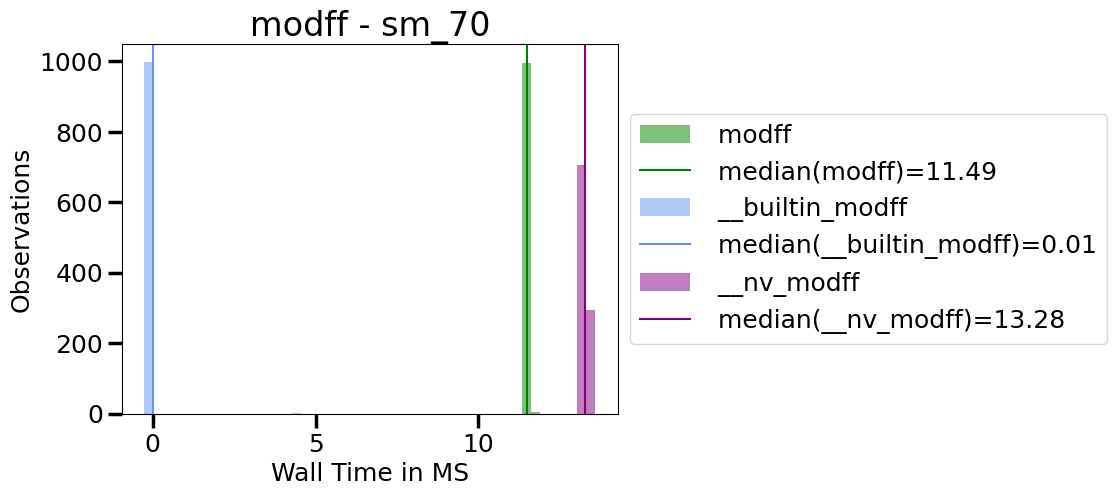 modff - sm_70
1000
800
600
400
200
0
Observations
0 5 10
Wall Time in MS
modff
median(modff)=11.49
__builtin_modff
median(__builtin_modff)=0.01
__nv_modff
median(__nv_modff)=13.28